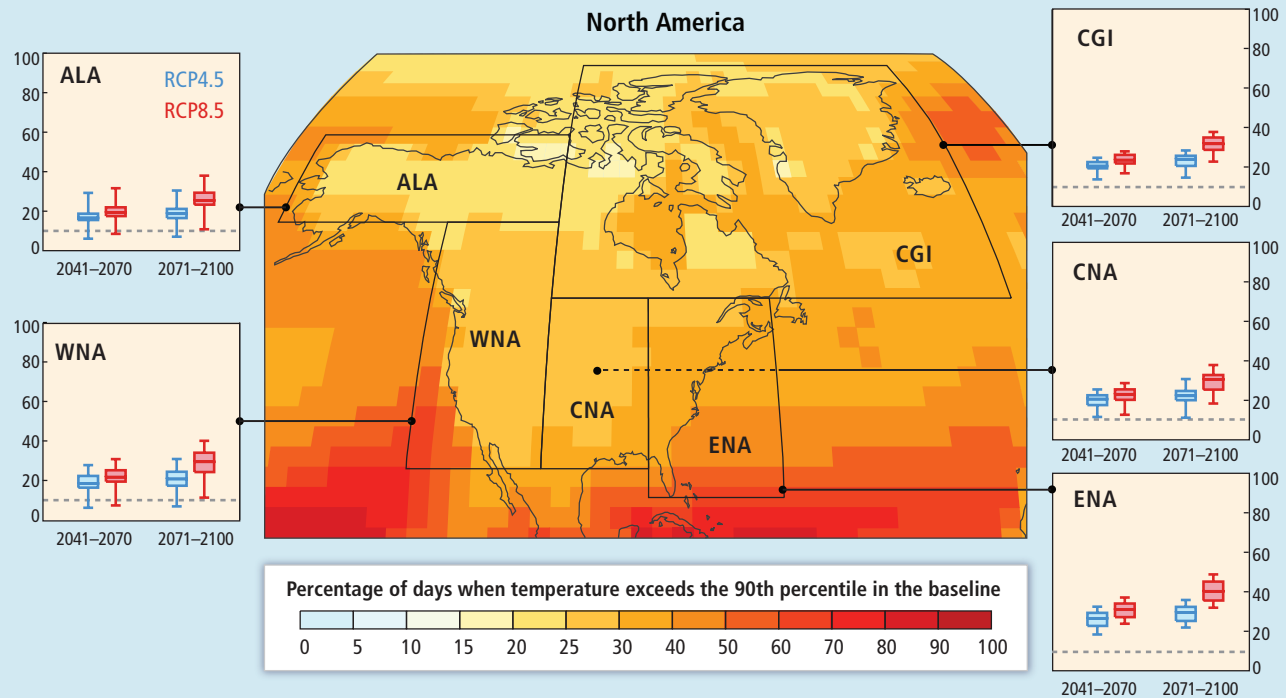 North America
ALA
RCP4.5
RCP8.5
100
80
60
40
20
0
2041–2070 2071–2100
WNA
100
80
60
40
20
0
2041–2070 2071–2100
ALA
CGI
WNA
CNA
ENA
CGI
100
80
60
40
20
0
2041–2070 2071–2100
CNA
100
80
60
40
20
0
2041–2070 2071–2100
ENA
100
80
60
40
20
0
2041–2070 2071–2100
Percentage of days when temperature exceeds the 90th percentile in the baseline
0 5 10 15 20 25 30 40 50 60 70 80 90 100